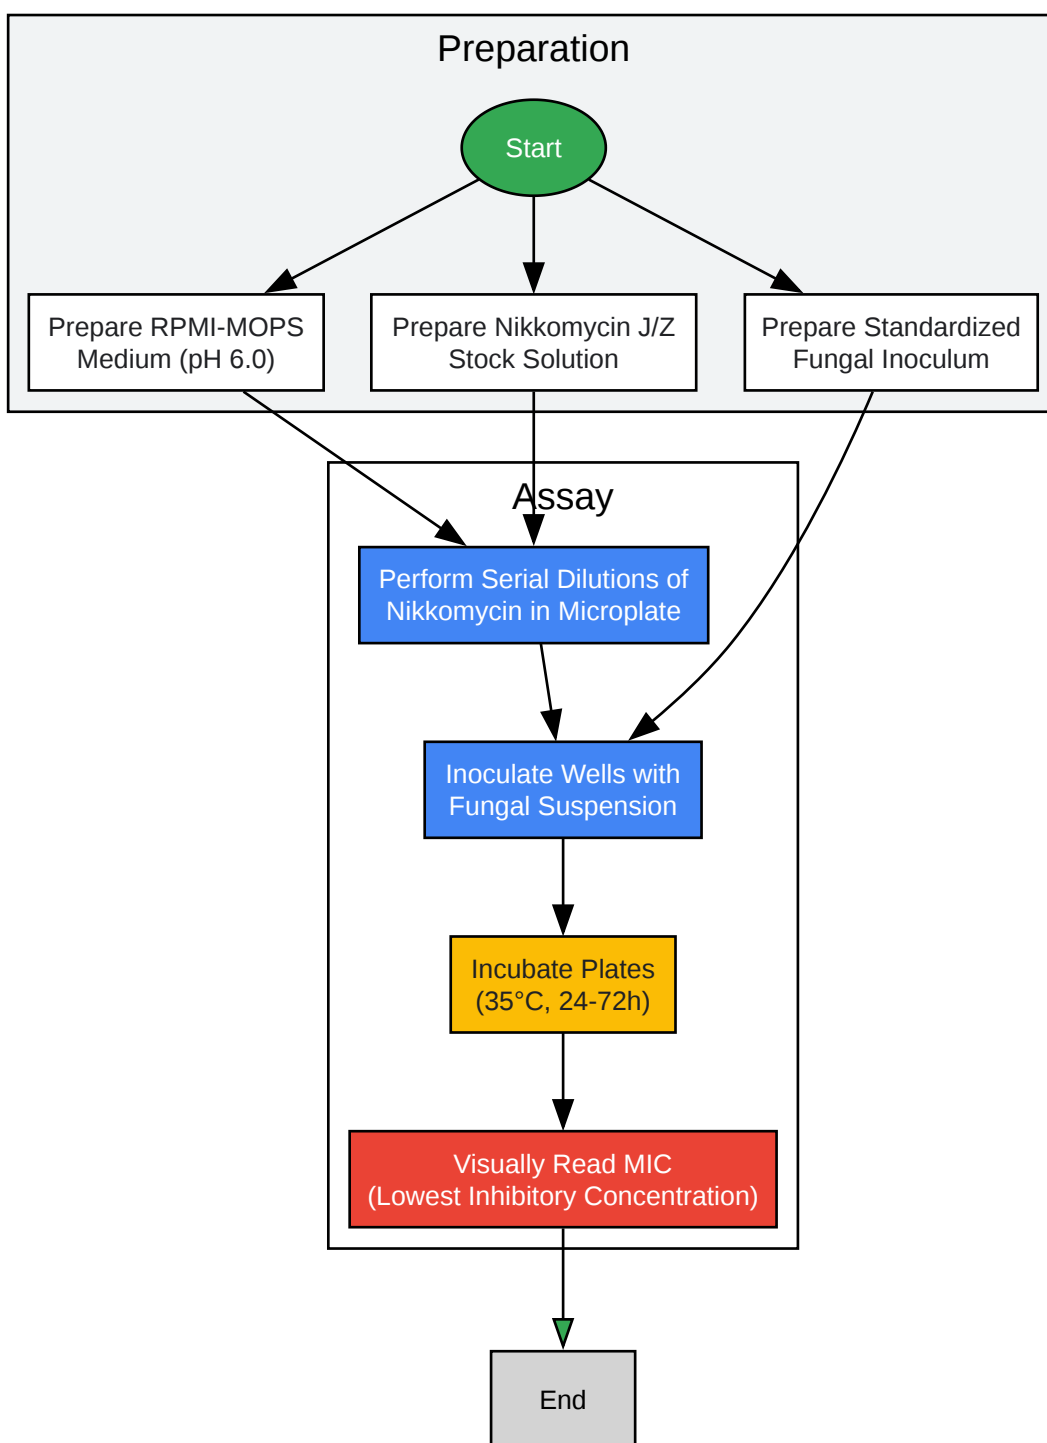 Preparation
Start
Prepare RPMI-MOPS
Medium (pH 6.0)
Prepare Nikkomycin J/Z
Stock Solution
Prepare Standardized
Fungal Inoculum
Assay
Perform Serial Dilutions of
Nikkomycin in Microplate
Inoculate Wells with
Fungal Suspension
Incubate Plates
(35°C, 24-72h)
Visually Read MIC
(Lowest Inhibitory Concentration)
End